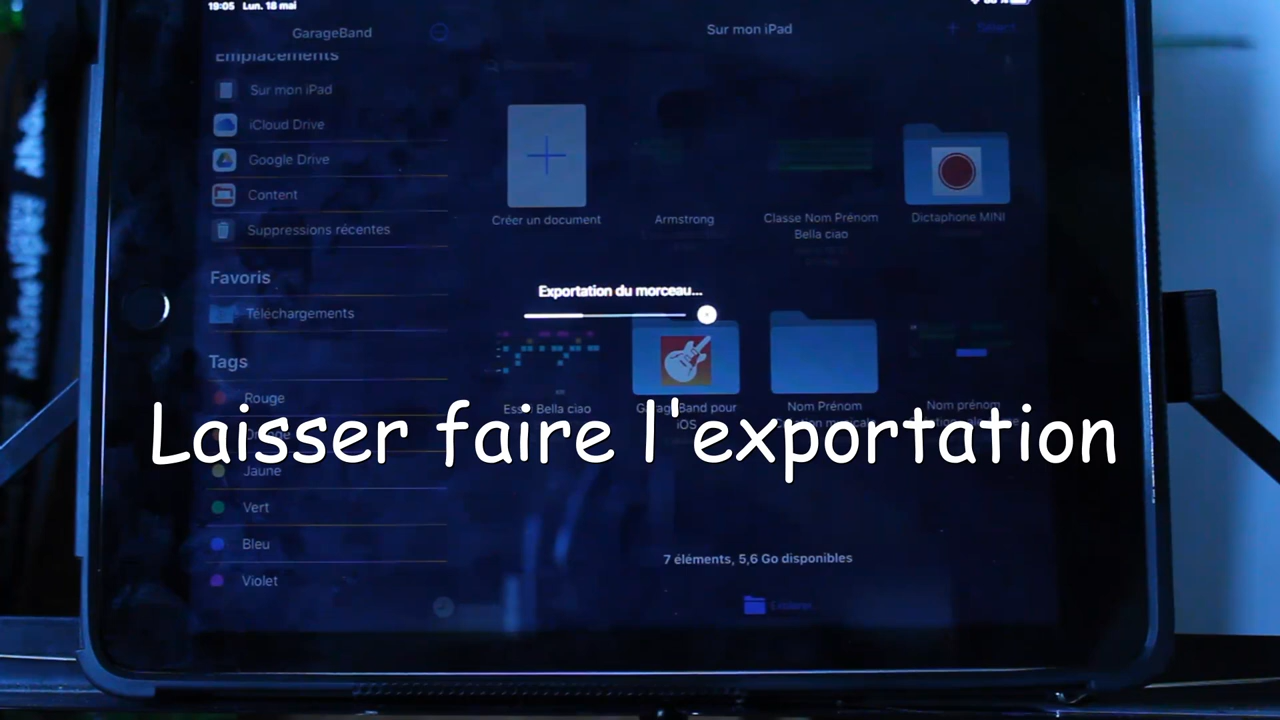 19:05 Lun. 18 mai
GarageBand
Sur mon iPad
Select
Emplacements
Sur mon iPad
iCloud Drive
Google Drive
Content
Suppressions récentes
Favoris
Téléchargements
Tags
Rouge
Orange
Jaune
Vert
Bleu
Violet
Créer un document
Armstrong
Classe Nom Prénom
Bella ciao
Dictaphone MINI
Exportation du morceau...
Essai Bella ciao
GarageBand pour
iOS
Nom Prénom
Nom prénom
Laisser faire l'exportation
7 éléments, 5,6 Go disponibles